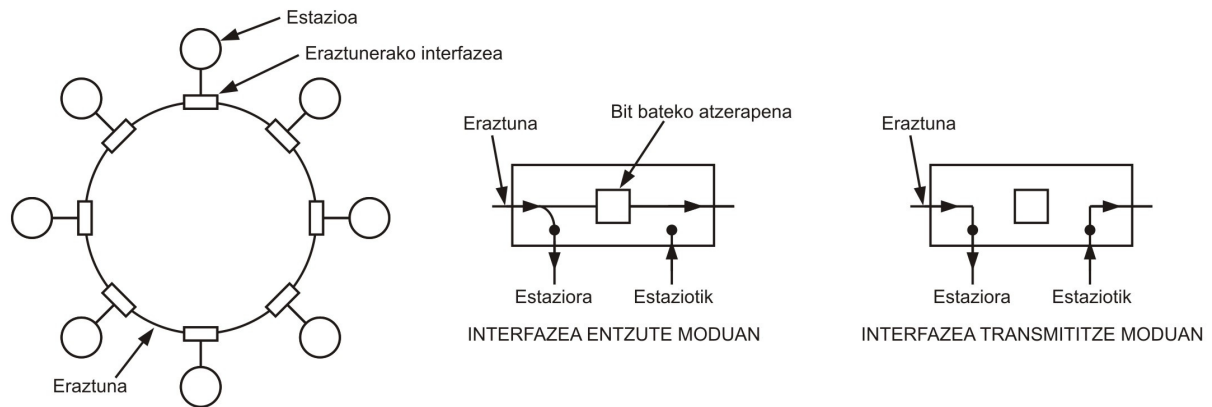 Estazioa
Eraztunerako interfazea
Eraztuna
Eraztuna
Bit bateko atzerapena
Estaziora
Estaziotik
INTERFAZEA ENTZUTE MODUAN
Eraztuna
Estaziora
Estaziotik
INTERFAZEA TRANSMITITZE MODUAN